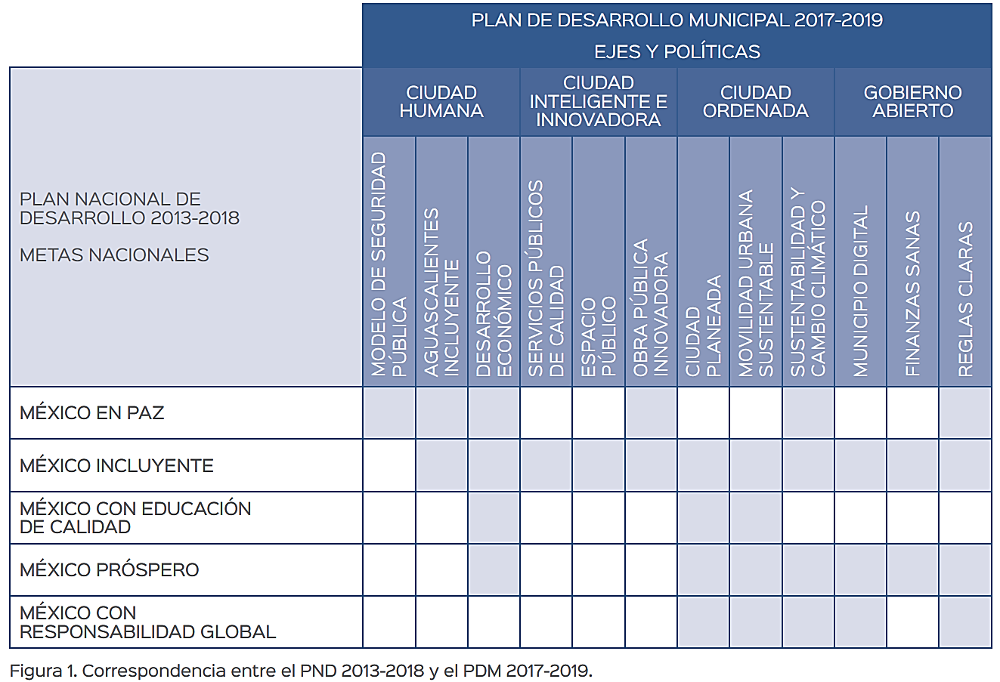 PLAN DE DESARROLLO MUNICIPAL 2017-2019
EJES Y POLÍTICAS
CIUDAD
HUMANA
CIUDAD
INTELIGENTE E
INNOVADORA
CIUDAD
ORDENADA
GOBIERNO
ABIERTO
PLAN NACIONAL DE
DESARROLLO 2013-2018
METAS NACIONALES
MODELO DE SEGURIDAD
PÚBLICA
AGUASCALIENTES
INCLUYENTE
DESARROLLO
ECONÓMICO
SERVICIOS PÚBLICOS
DE CALIDAD
ESPACIO
PÚBLICO
OBRA PÚBLICA
INNOVADORA
CIUDAD
PLANEADA
MOVILIDAD URBANA
SUSTENTABLE
SUSTENTABILIDAD Y
CAMBIO CLIMÁTICO
MUNICIPIO DIGITAL
FINANZAS SANAS
REGLAS CLARAS
MÉXICO EN PAZ
MÉXICO INCLUYENTE
MÉXICO CON EDUCACIÓN
DE CALIDAD
MÉXICO PRÓSPERO
MÉXICO CON
RESPONSABILIDAD GLOBAL
Figura 1. Correspondencia entre el PND 2013-2018 y el PDM 2017-2019.